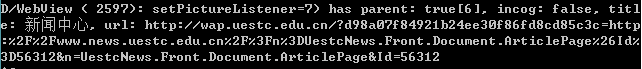 D/WebView ( 2597): setPictureListener=7) has parent: true[6], incog: false, titl
e: 新闻中心, url: http://wap.uestc.edu.cn/?d98a07f84921b24ee30f86fd8cd85c3c=http
:%2F%2Fwww.news.uestc.edu.cn%2F%3Fn%3DUestcNews.Front.Document.ArticlePage%26Id%
3D56312&n=UestcNews.Front.Document.ArticlePage&Id=56312